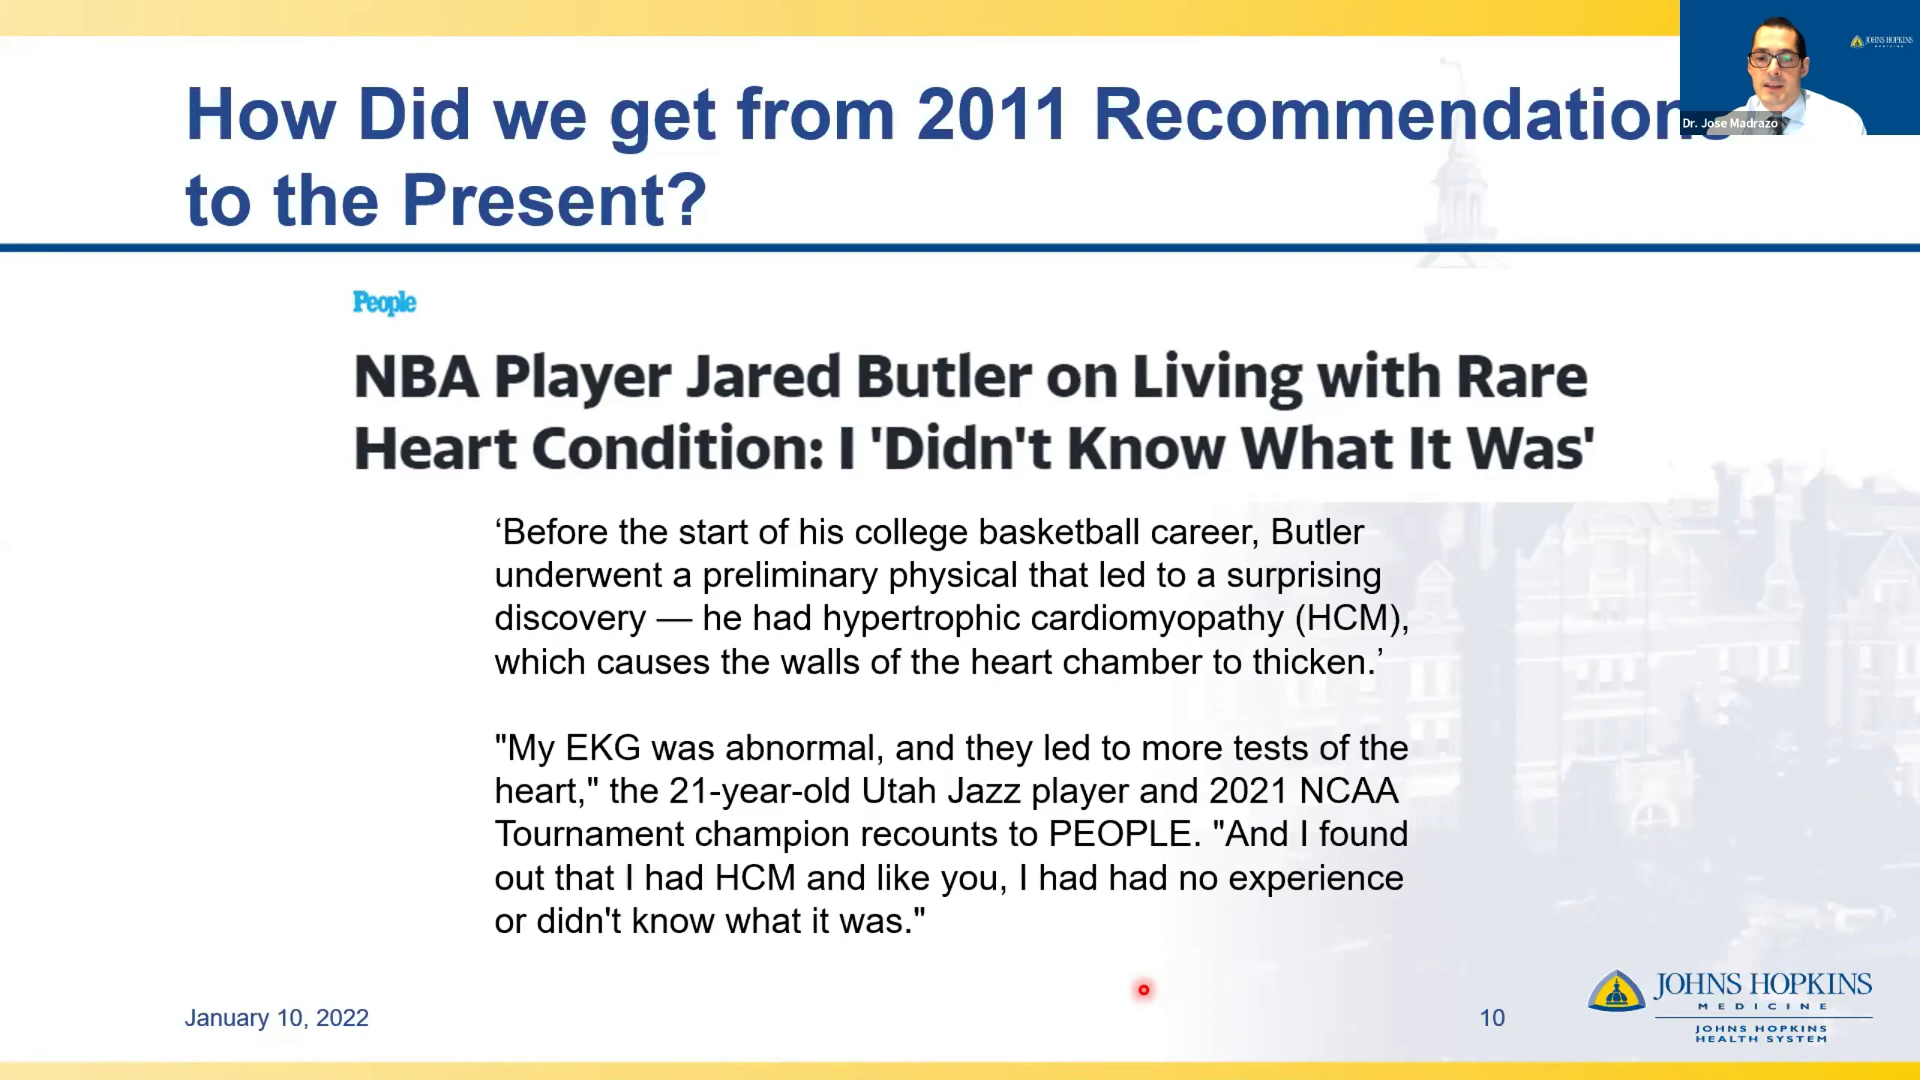 How Did we get from 2011 Recommendations
to the Present?
JOHNS HOPKINS
MEDICINE
Dr. Jose Madrazo
People
NBA Player Jared Butler on Living with Rare
Heart Condition: I 'Didn't Know What It Was'
‘Before the start of his college basketball career, Butler
underwent a preliminary physical that led to a surprising
discovery — he had hypertrophic cardiomyopathy (HCM),
which causes the walls of the heart chamber to thicken.’
"My EKG was abnormal, and they led to more tests of the
heart," the 21-year-old Utah Jazz player and 2021 NCAA
Tournament champion recounts to PEOPLE. "And I found
out that I had HCM and like you, I had had no experience
or didn't know what it was."
January 10, 2022
10
JOHNS HOPKINS
MEDICINE
JOHNS HOPKINS
HEALTH SYSTEM